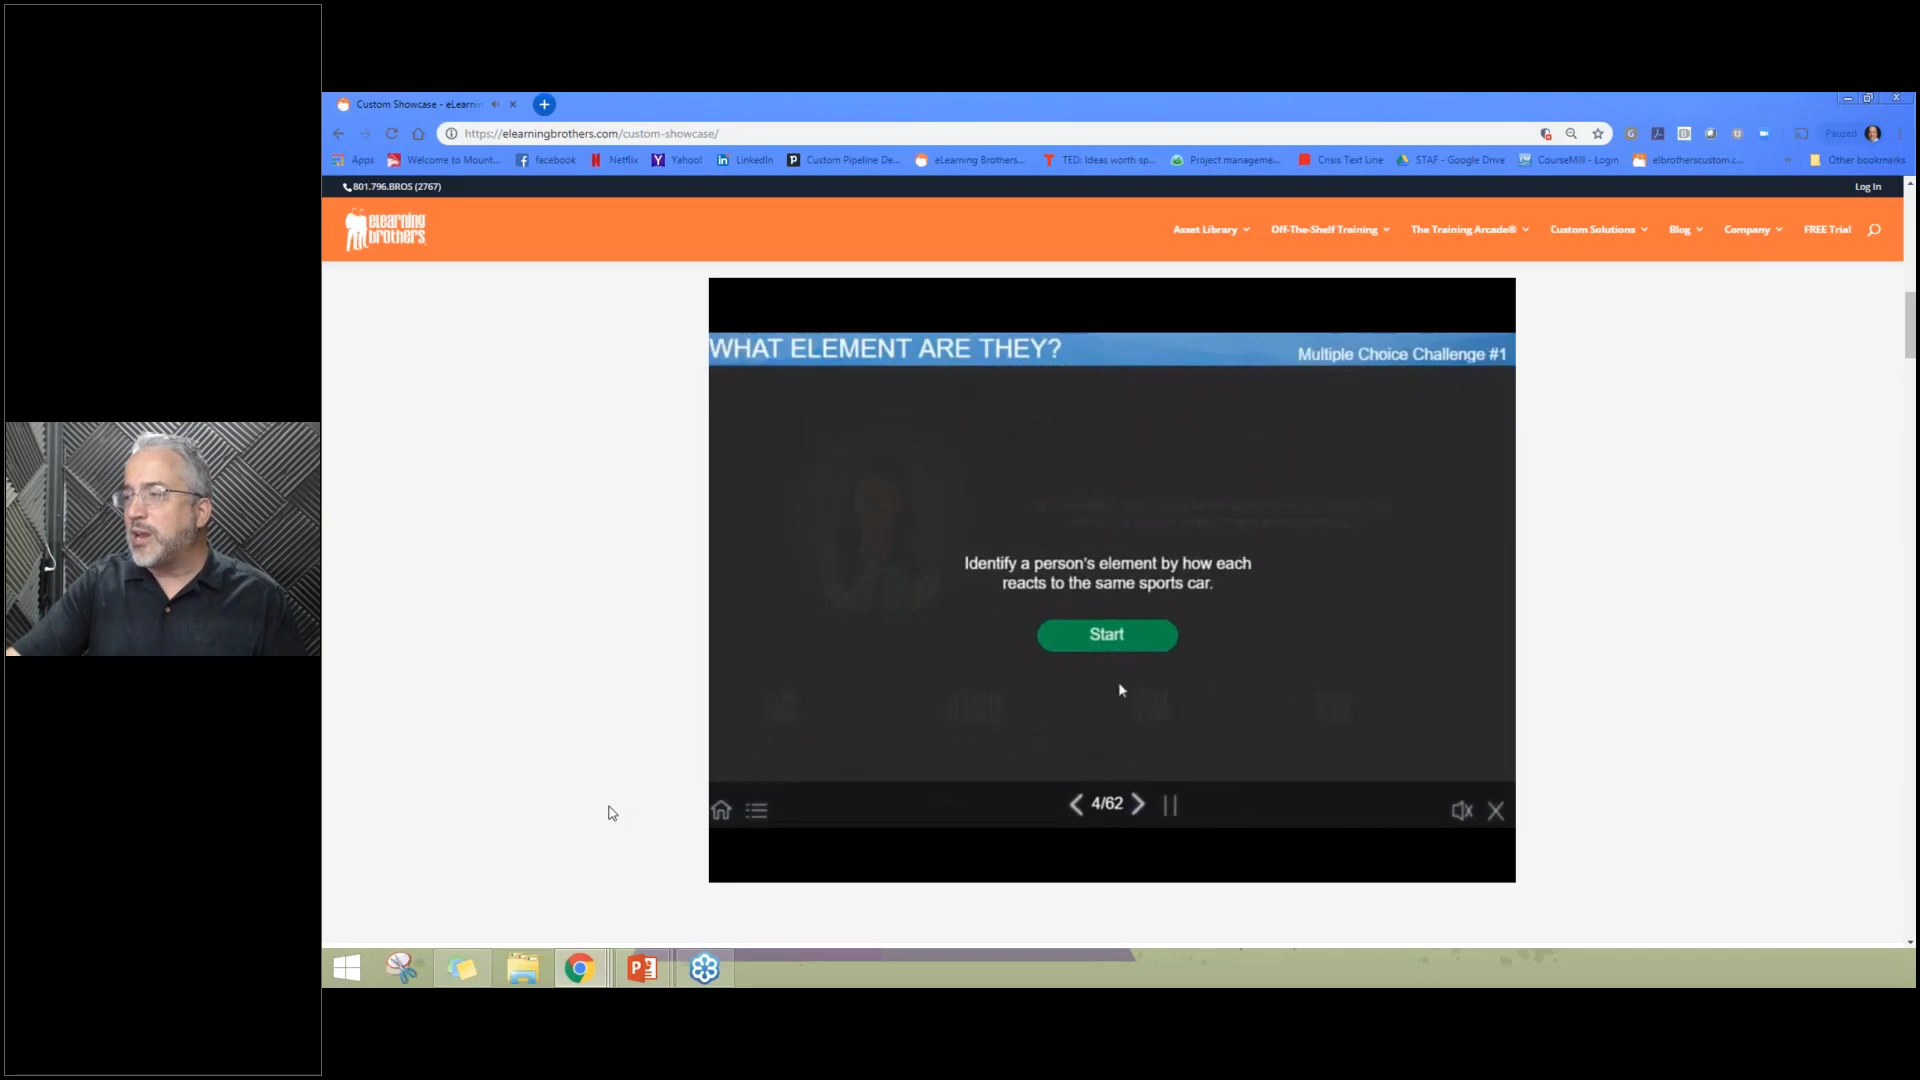 Custom Showcase - eLearni
https://elearningbrothers.com/custom-showcase/
Paused
Apps
Welcome to Mount...
facebook
Netflix
Yahoo!
LinkedIn
Custom Pipeline De...
eLearning Brothers...
TED: Ideas worth sp...
Project manageme...
Crisis Text Line
STAF - Google Drive
CourseMill - Login
elbrotherscustom.c...
Other bookmarks
801.796.BROS (2767)
Log In
eLearning
brothers
Asset Library
Off-The-Shelf Training
The Training Arcade®
Custom Solutions
Blog
Company
FREE Trial
WHAT ELEMENT ARE THEY?
Multiple Choice Challenge #1
Identify a person's element by how each
reacts to the same sports car.
Start
4/62